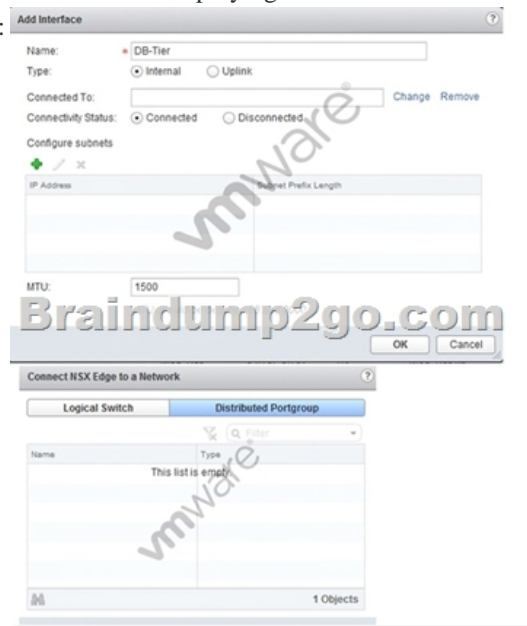 :
Add Interface
Name: * DB-Tier
Type: Internal Uplink
Connected To: Change Remove
Connectivity Status: Connected Disconnected
Configure subnets
IP Address Subnet Prefix Length
vmware
MTU: 1500
Braindump2go.com
OK Cancel
Connect NSX Edge to a Network
Logical Switch Distributed Portgroup
Filter
Name Type
This list is empty.
vmware
1 Objects